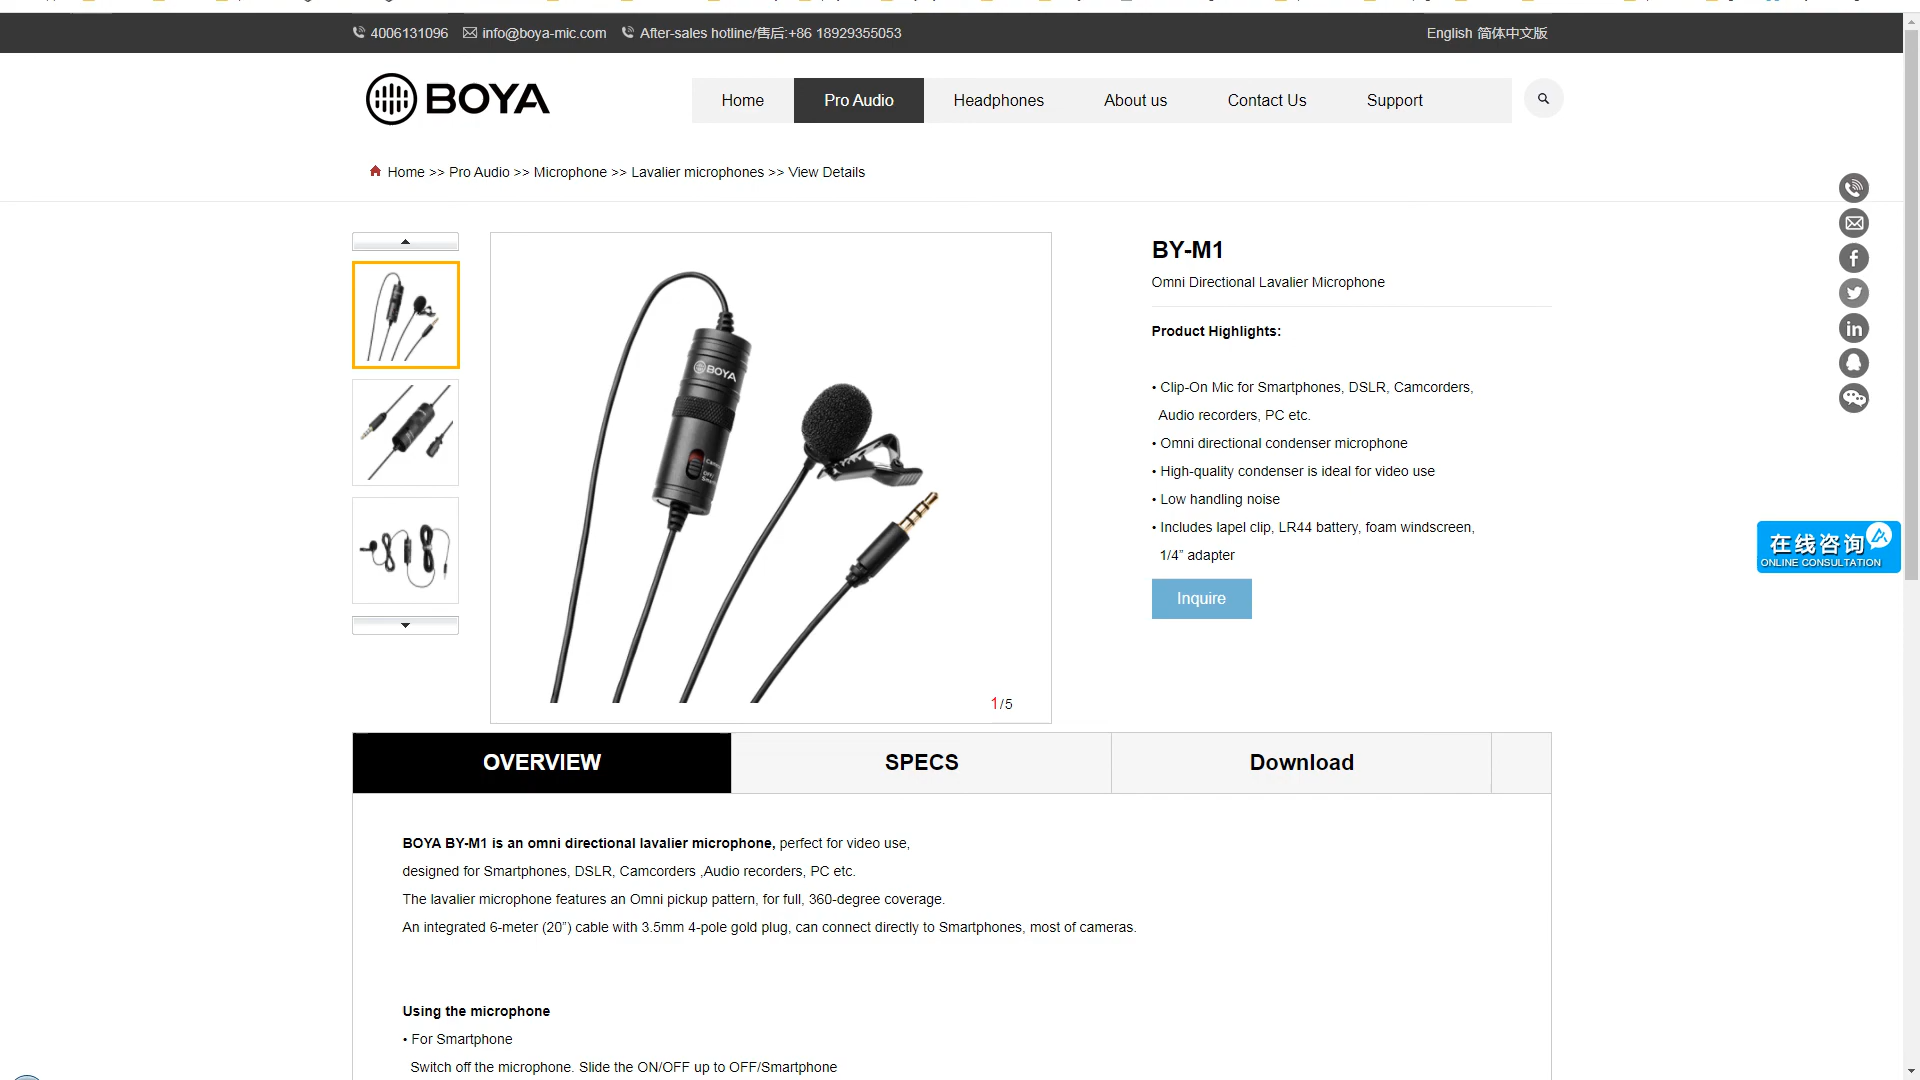 4006131096 info@boya-mic.com After-sales hotline/售后:+86 18929355053 English 简体中文版
BOYA
Home Pro Audio Headphones About us Contact Us Support
Home >> Pro Audio >> Microphone >> Lavalier microphones >> View Details
BY-M1
Omni Directional Lavalier Microphone
Product Highlights:
• Clip-On Mic for Smartphones, DSLR, Camcorders,
Audio recorders, PC etc.
• Omni directional condenser microphone
• High-quality condenser is ideal for video use
• Low handling noise
• Includes lapel clip, LR44 battery, foam windscreen,
1/4” adapter
Inquire
BOYA
1/5
在线咨询
ONLINE CONSULTATION
OVERVIEW SPECS Download
BOYA BY-M1 is an omni directional lavalier microphone, perfect for video use,
designed for Smartphones, DSLR, Camcorders ,Audio recorders, PC etc.
The lavalier microphone features an Omni pickup pattern, for full, 360-degree coverage.
An integrated 6-meter (20”) cable with 3.5mm 4-pole gold plug, can connect directly to Smartphones, most of cameras.
Using the microphone
• For Smartphone
Switch off the microphone. Slide the ON/OFF up to OFF/Smartphone